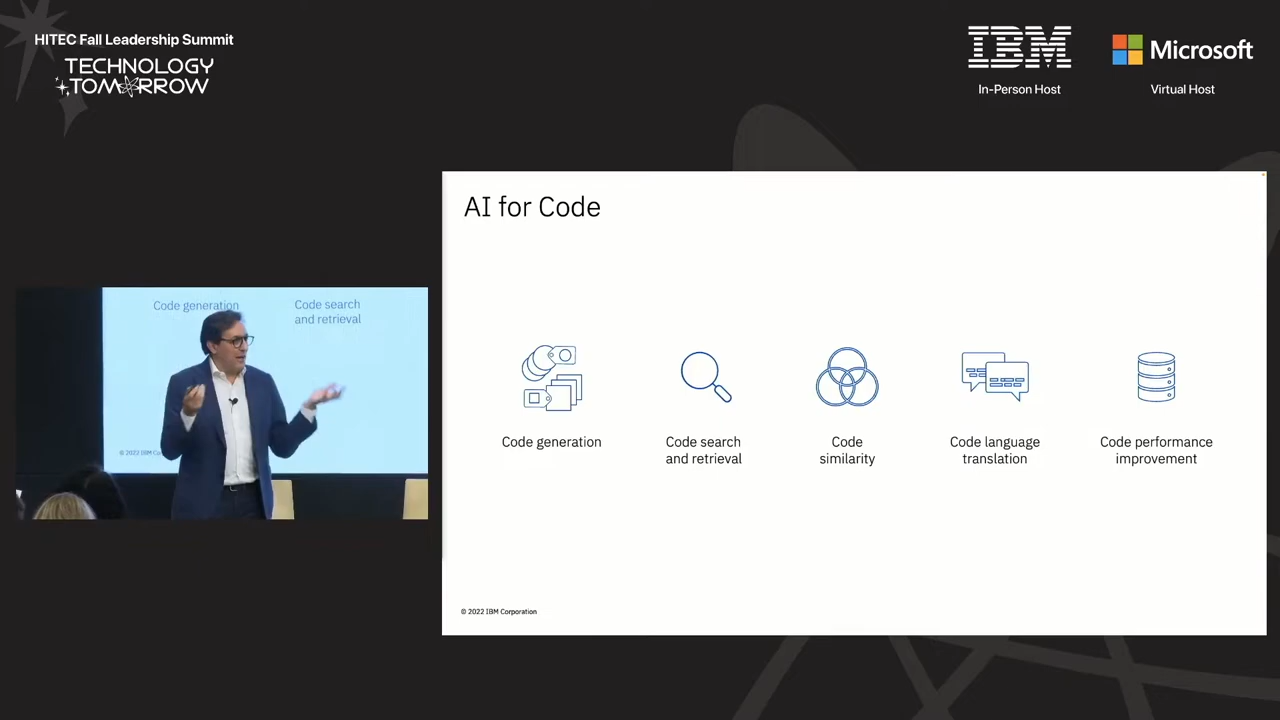 HITEC Fall Leadership Summit
TECHNOLOGY
TOMORROW
IBM
In-Person Host
Microsoft
Virtual Host
AI for Code
Code generation
Code search
and retrieval
Code
similarity
Code language
translation
Code performance
improvement
© 2022 IBM Corporation
Code generation
Code search
and retrieval
© 2022 IBM